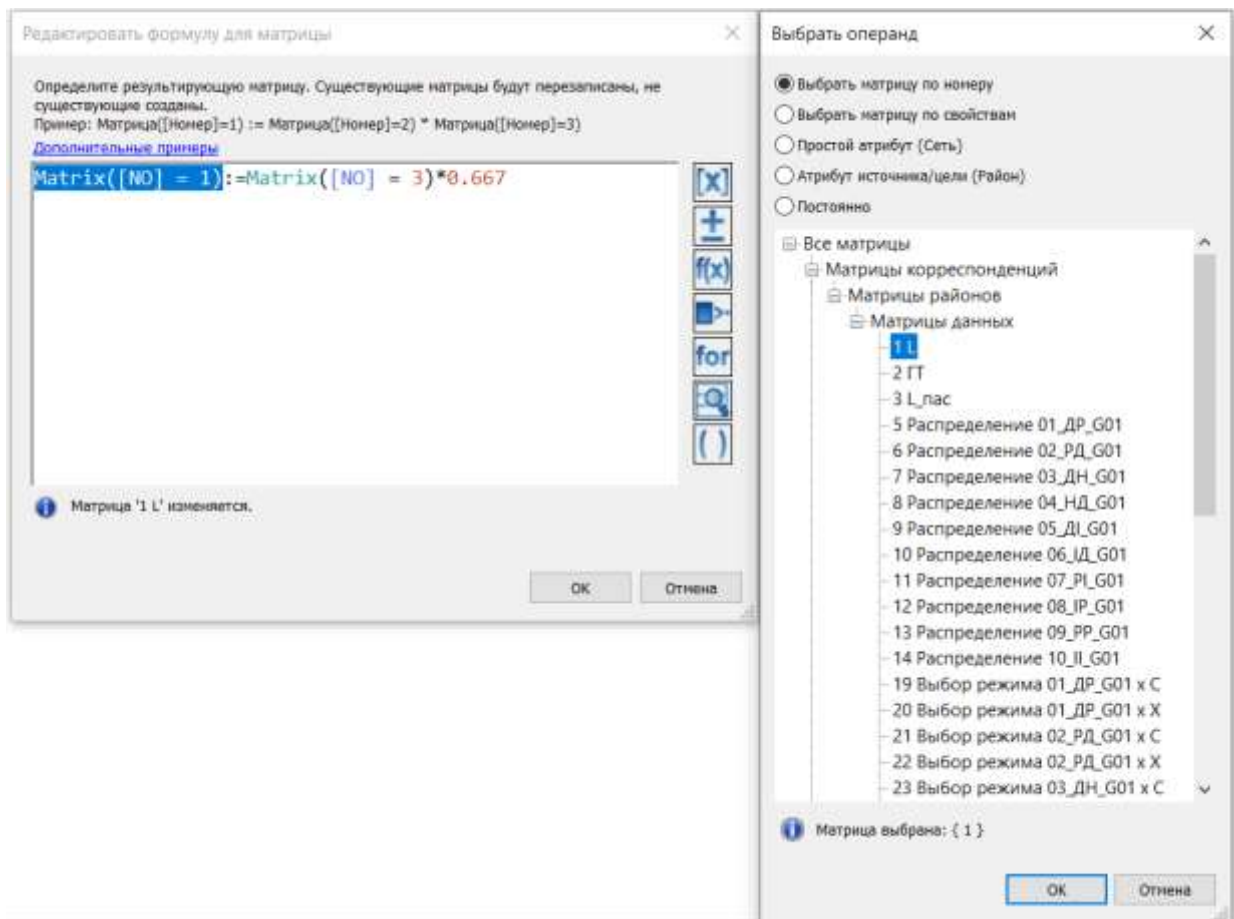 Редактировать формулу для матрицы
Определите результирующую матрицу. Существующие матрицы будут перезаписаны, не
существующие созданы.
Пример: Матрица([Номер]=1) := Матрица([Номер]=2) * Матрица([Номер]=3)
Дополнительные примеры
Matrix([NO] = 1):=Matrix([NO] = 3)*0.667
[x]
±
f(x)
for
( )
Матрица '1 L' изменяется.
ОК
Отмена
Выбрать операнд
Выбрать матрицу по номеру
Выбрать матрицу по свойствам
Простой атрибут (Сеть)
Атрибут источника/цели (Район)
Постоянно
Все матрицы
Матрицы корреспонденций
Матрицы районов
Матрицы данных
1 L
2 ГТ
3 L_пас
5 Распределение 01_ДР_G01
6 Распределение 02_РД_G01
7 Распределение 03_ДН_G01
8 Распределение 04_НД_G01
9 Распределение 05_ДІ_G01
10 Распределение 06_ІД_G01
11 Распределение 07_РІ_G01
12 Распределение 08_ІР_G01
13 Распределение 09_РР_G01
14 Распределение 10_ІІ_G01
19 Выбор режима 01_ДР_G01 x С
20 Выбор режима 01_ДР_G01 x Х
21 Выбор режима 02_РД_G01 x С
22 Выбор режима 02_РД_G01 x Х
23 Выбор режима 03_ДН_G01 x С
Матрица выбрана: { 1 }
ОК
Отмена